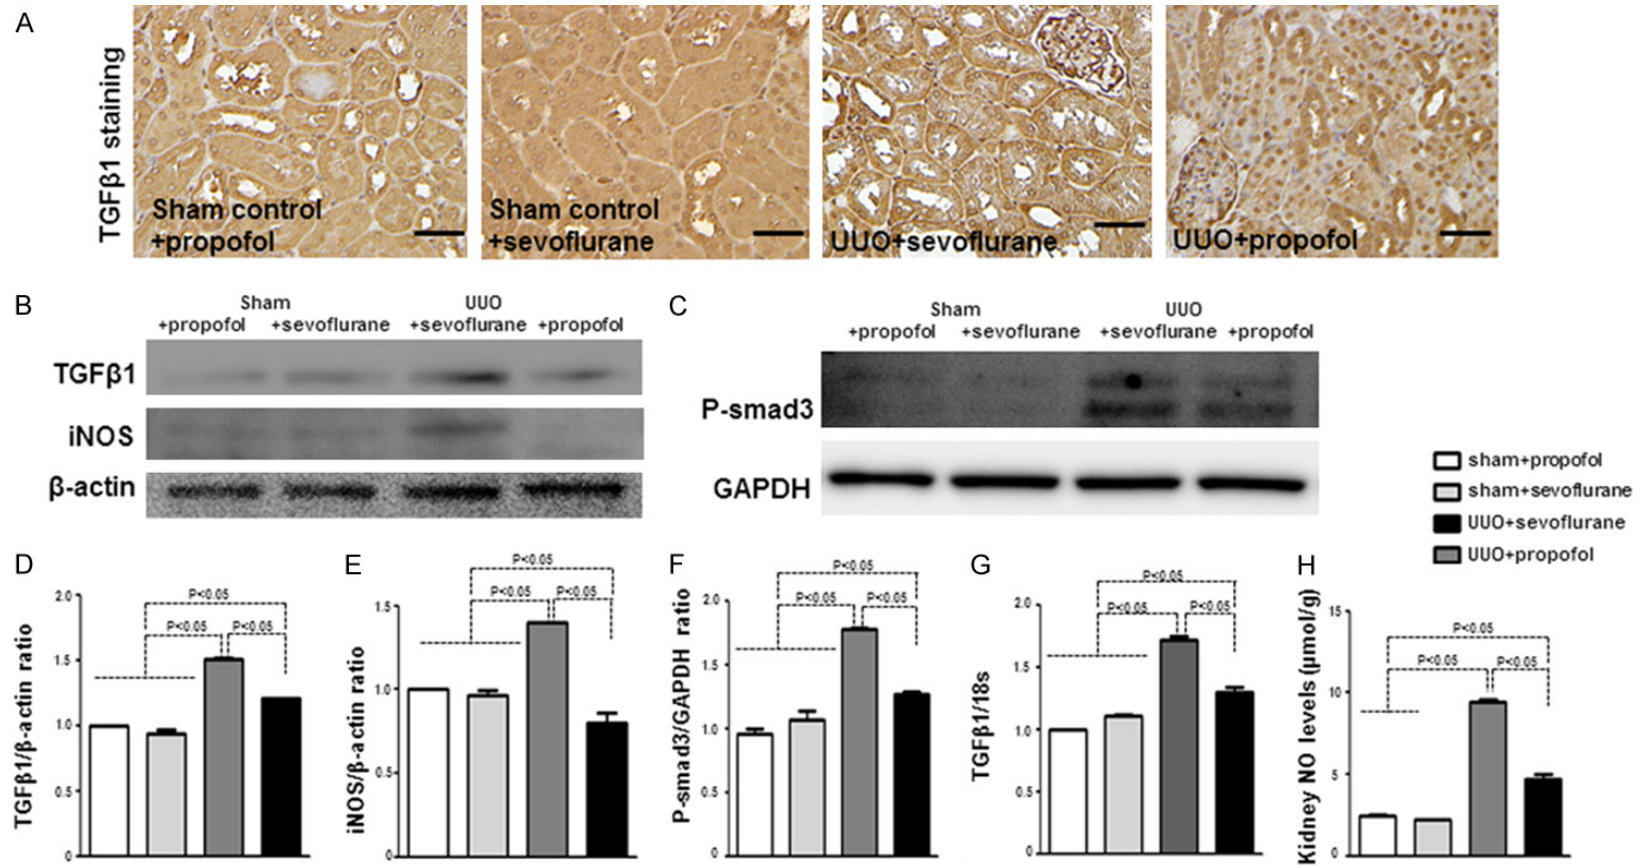 A
TGFβ1 staining
Sham control
+propofol
Sham control
+sevoflurane
UUO+sevoflurane
UUO+propofol
B
Sham
UUO
+propofol
+sevoflurane
+sevoflurane
+propofol
TGFβ1
iNOS
β-actin
C
Sham
UUO
+propofol
+sevoflurane
+sevoflurane
+propofol
P-smad3
GAPDH
sham+propofol
sham+sevoflurane
UUO+sevoflurane
UUO+propofol
D
TGFβ1/β-actin ratio
2.0
1.5
1.0
0.5
0
P<0.05
P<0.05
P<0.05
E
iNOS/β-actin ratio
1.5
1.0
0.5
0
P<0.05
P<0.05
P<0.05
F
P-smad3/GAPDH ratio
2.0
1.5
1.0
0.5
0
P<0.05
P<0.05
P<0.05
G
TGFβ1/18s
2.0
1.5
1.0
0.5
0
P<0.05
P<0.05
P<0.05
H
Kidney NO levels (μmol/g)
15
10
5
0
P<0.05
P<0.05
P<0.05